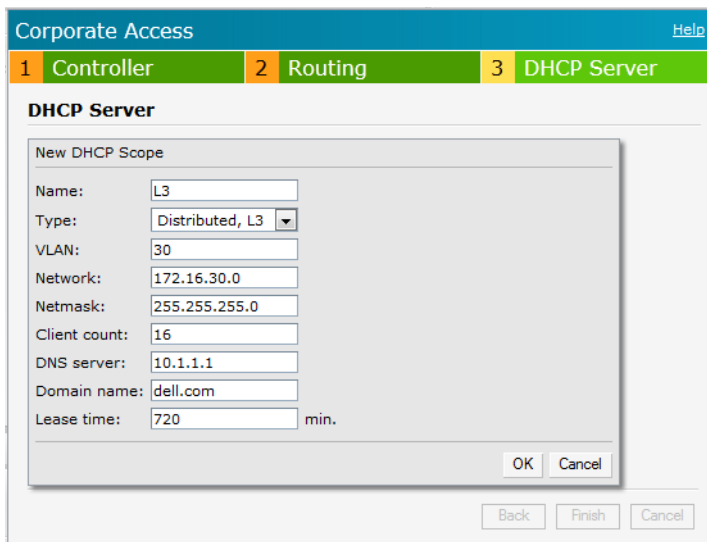 Corporate Access Help
1 Controller 2 Routing 3 DHCP Server
DHCP Server
New DHCP Scope
Name: L3
Type: Distributed, L3
VLAN: 30
Network: 172.16.30.0
Netmask: 255.255.255.0
Client count: 16
DNS server: 10.1.1.1
Domain name: dell.com
Lease time: 720 min.
OK Cancel
Back Finish Cancel